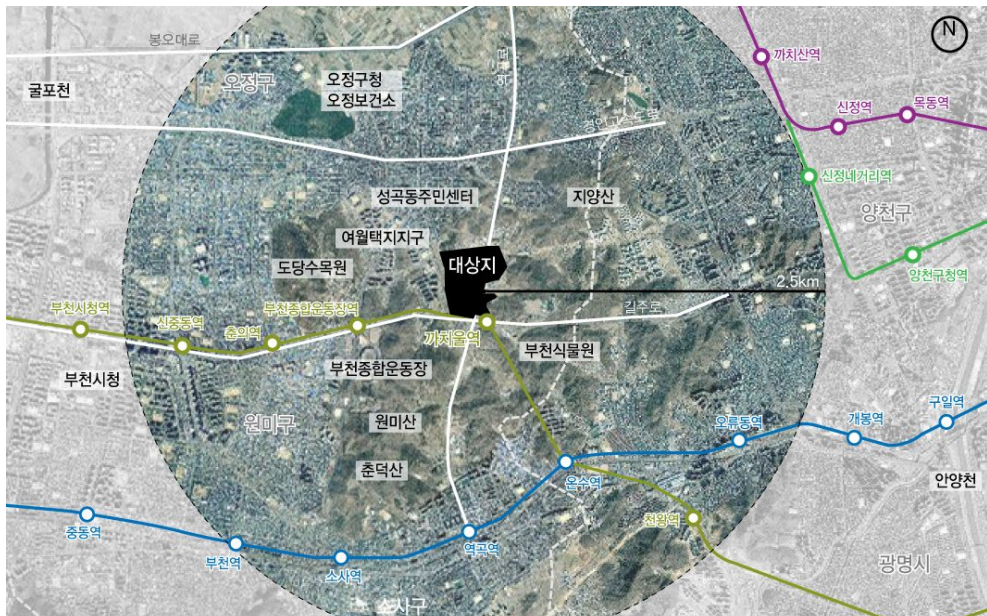 봉오대로
굴포천
오정구
오정구청
오정보건소
까치산역
신정역
목동역
신정네거리역
양천구
양천구청역
성곡동주민센터
지양산
여월택지지구
도당수목원
대상지
2.5km
길주로
부천시청역
신중동역
춘의역
부천종합운동장역
까치울역
부천시청
부천종합운동장
부천식물원
원미구
원미산
춘덕산
오류동역
개봉역
구일역
안양천
온수역
천왕역
중동역
부천역
소사역
역곡역
광명시
소사구
N